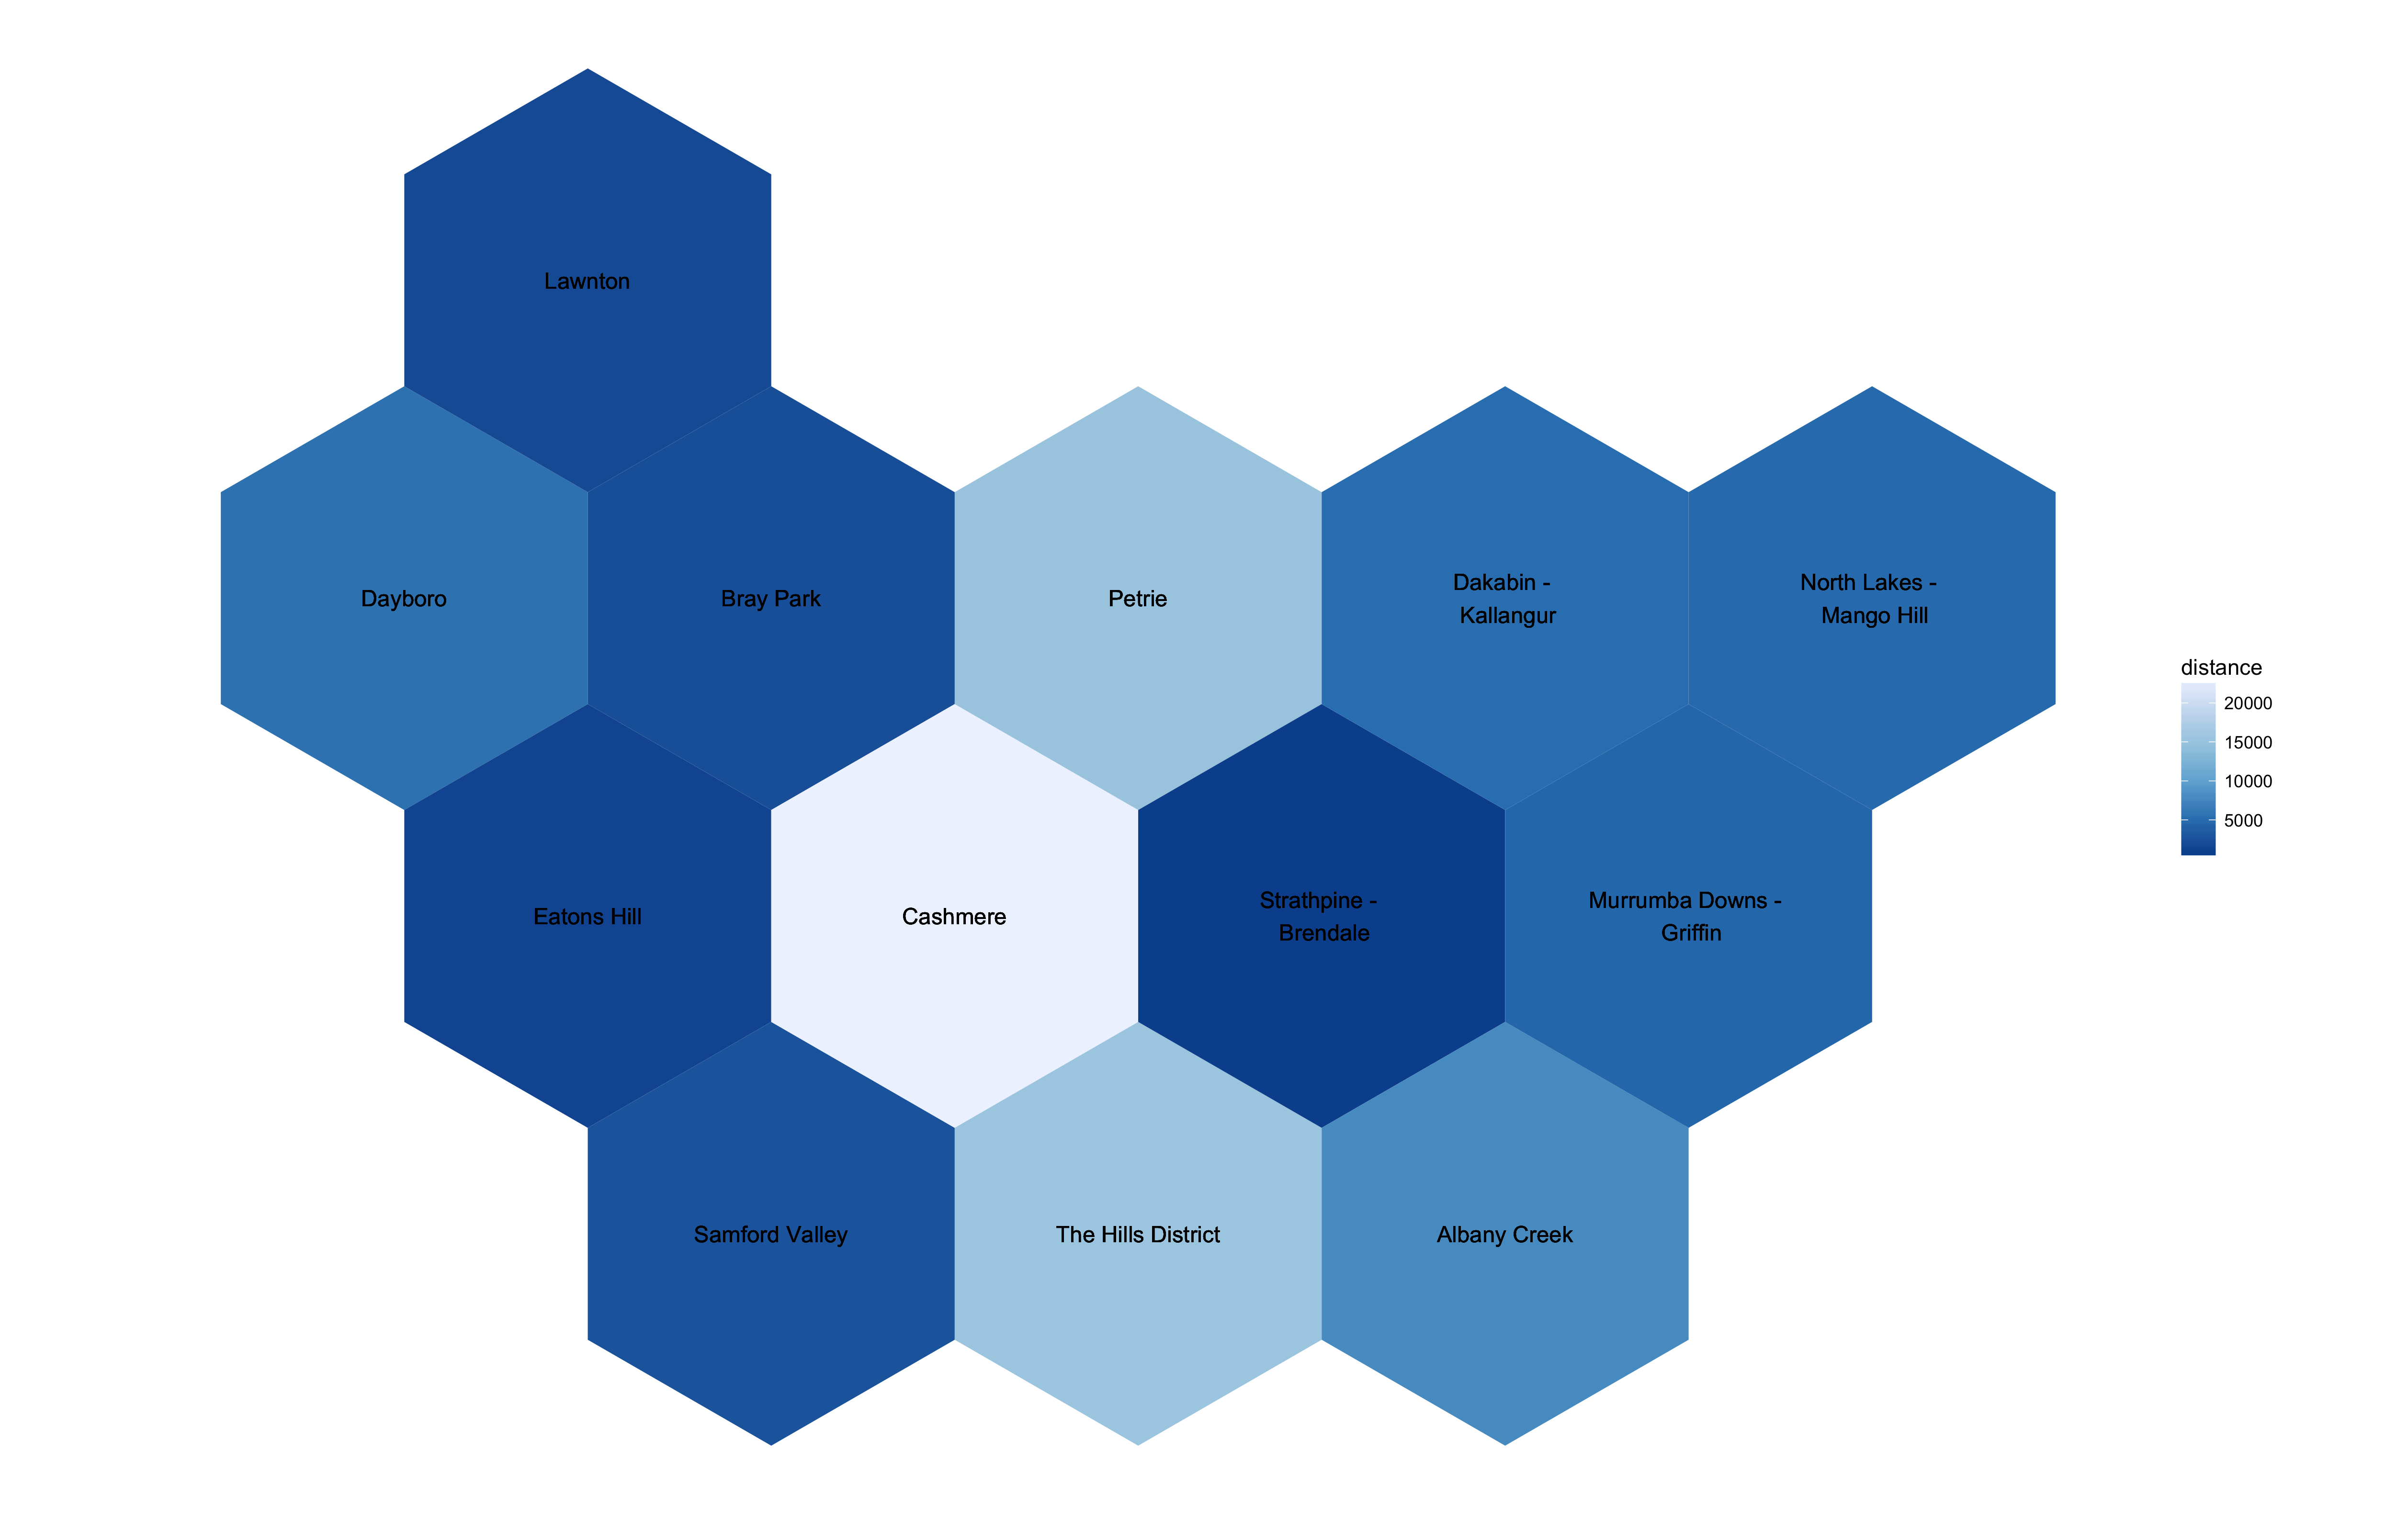 Lawnton
Dayboro
Bray Park
Petrie
Dakabin -
Kallangur
North Lakes -
Mango Hill
Eatons Hill
Cashmere
Strathpine -
Brendale
Murrumba Downs -
Griffin
Samford Valley
The Hills District
Albany Creek
distance
20000
15000
10000
5000